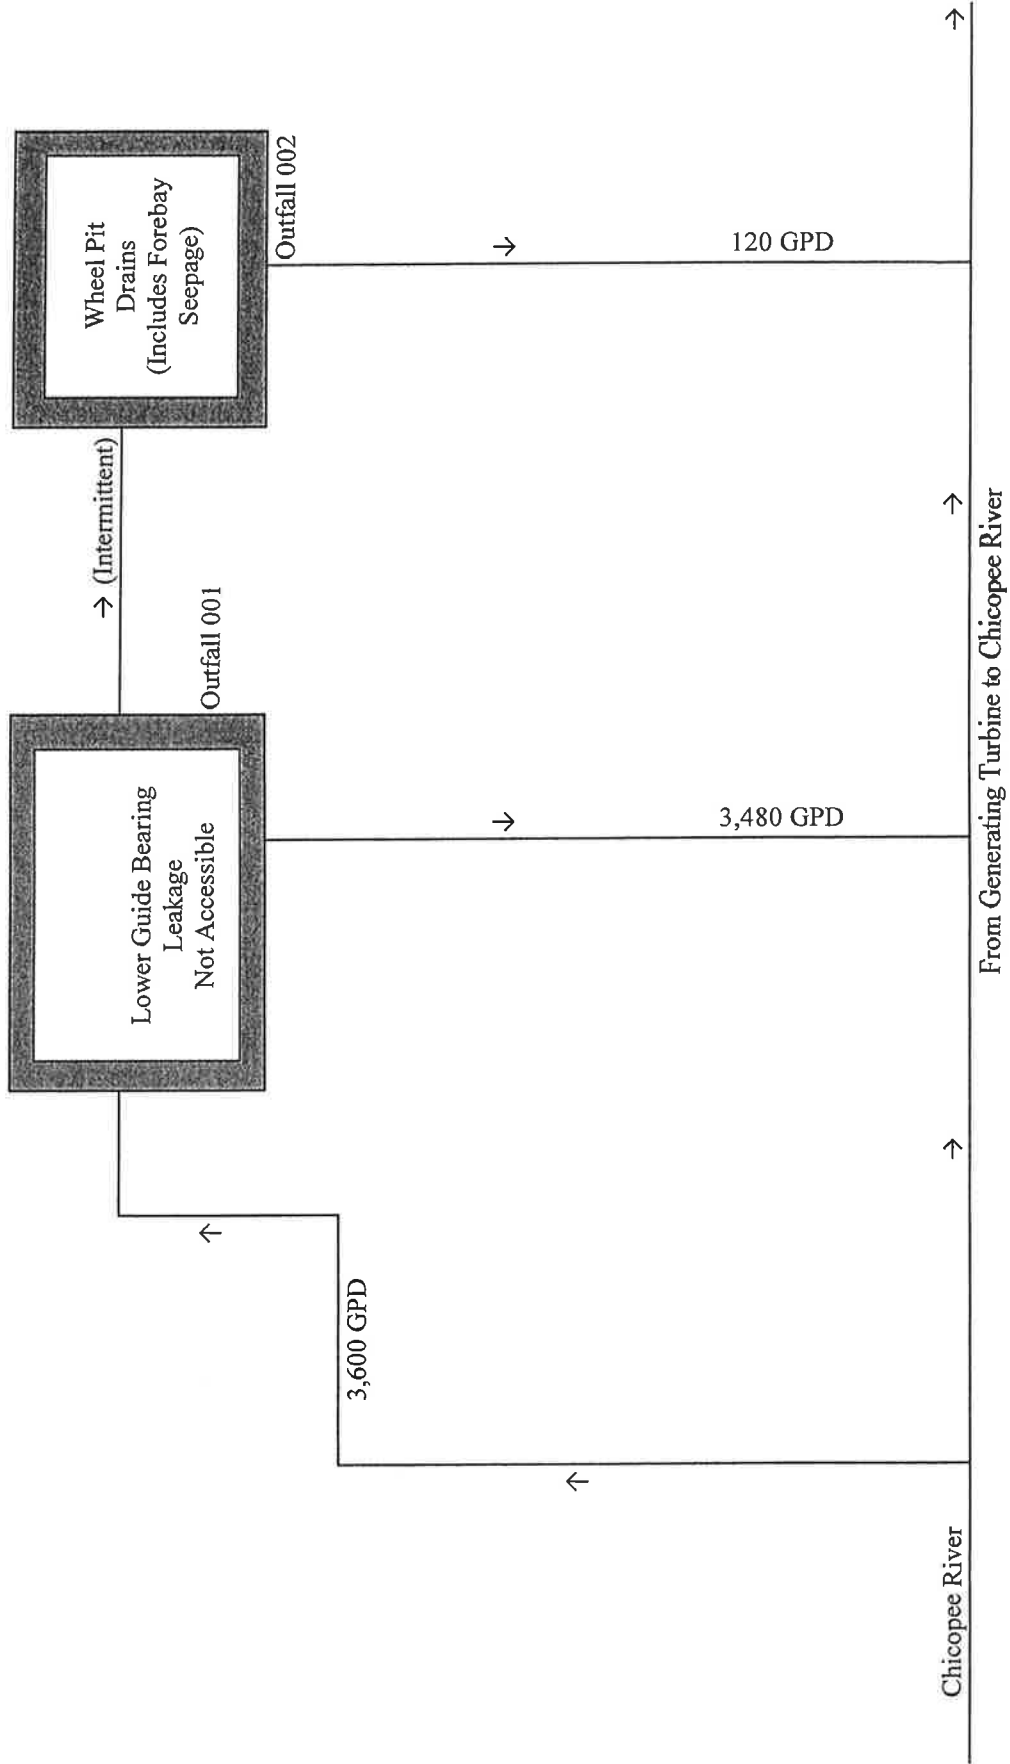 Wheel Pit
Drains
(Includes Forebay
Seepage)
Outfall 002
120 GPD
→ (Intermittent)
Outfall 001
Lower Guide Bearing
Leakage
Not Accessible
3,480 GPD
3,600 GPD
Chicopee River
From Generating Turbine to Chicopee River